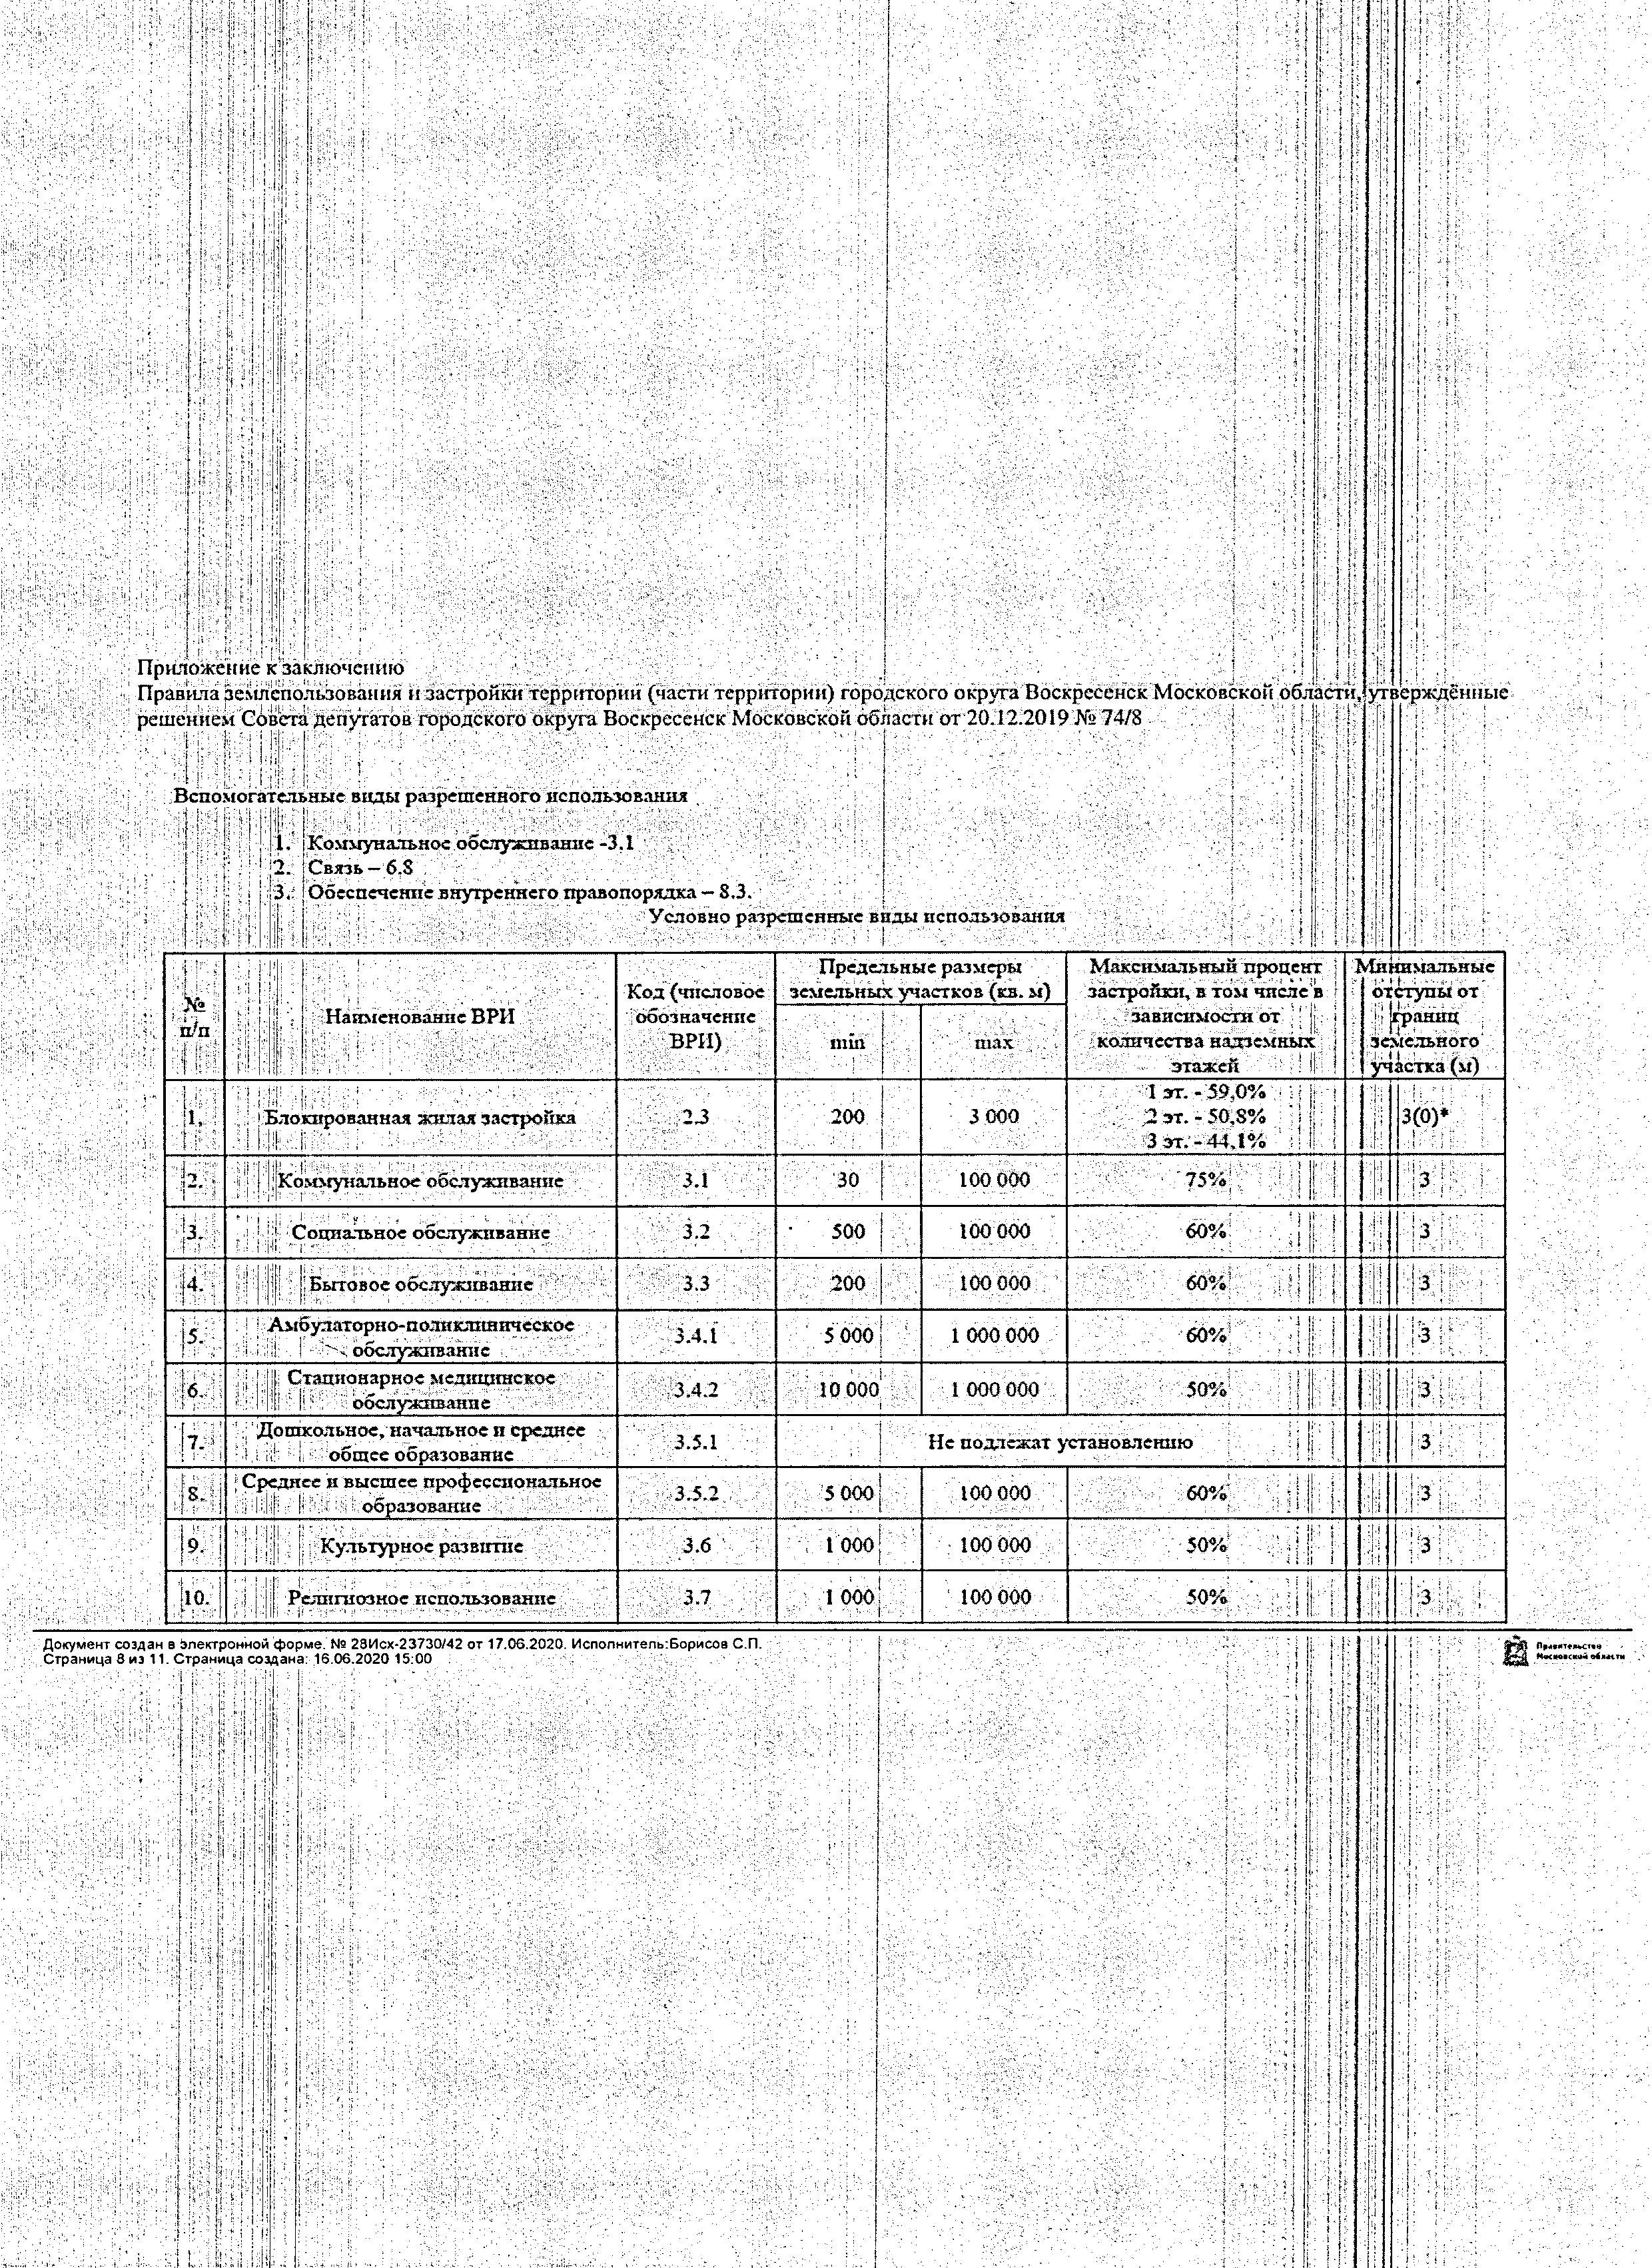 Приложение к заключению
Правила землепользования и застройки территории (части территории) городского округа Воскресенск Московской области, утверждённые
решением Совета депутатов городского округа Воскресенск Московской области от 20.12.2019 № 74/8
Вспомогательные виды разрешенного использования
1. Коммунальное обслуживание -3.1
2. Связь – 6.8
3. Обеспечение внутреннего правопорядка – 8.3.
Условно разрешенные виды использования
№ п/п Наименование ВРИ Код (числовое обозначение ВРИ) Предельные размеры земельных участков (кв. м) min max Максимальный процент застройки, в том числе в зависимости от количества надземных этажей Минимальные отступы от границ земельного участка (м)
1. Блокированная жилая застройка 2.3 200 3 000 1 эт. - 59,0% 2 эт. - 50,8% 3 эт. - 44,1% 3(0)*
2. Коммунальное обслуживание 3.1 30 100 000 75% 3
3. Социальное обслуживание 3.2 500 100 000 60% 3
4. Бытовое обслуживание 3.3 200 100 000 60% 3
5. Амбулаторно-поликлиническое обслуживание 3.4.1 5 000 1 000 000 60% 3
6. Стационарное медицинское обслуживание 3.4.2 10 000 1 000 000 50% 3
7. Дошкольное, начальное и среднее общее образование 3.5.1 Не подлежат установлению 3
8. Среднее и высшее профессиональное образование 3.5.2 5 000 100 000 60% 3
9. Культурное развитие 3.6 1 000 100 000 50% 3
10. Религиозное использование 3.7 1 000 100 000 50% 3
Документ создан в электронной форме. № 28Исх-23730/42 от 17.06.2020. Исполнитель:Борисов С.П.
Страница 8 из 11. Страница создана: 16.06.2020 15:00
Правительство
Московской области